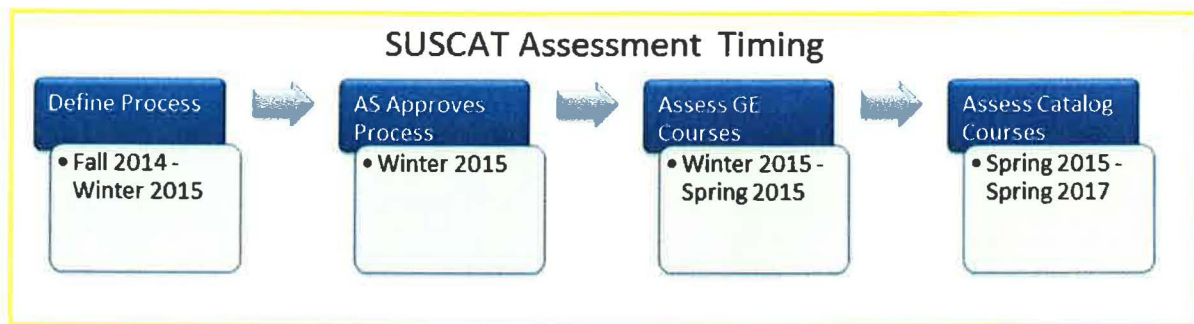 SUSCAT Assessment Timing
Define Process
• Fall 2014 -
Winter 2015
AS Approves
Process
• Winter 2015
Assess GE
Courses
• Winter 2015 -
Spring 2015
Assess Catalog
Courses
• Spring 2015 -
Spring 2017